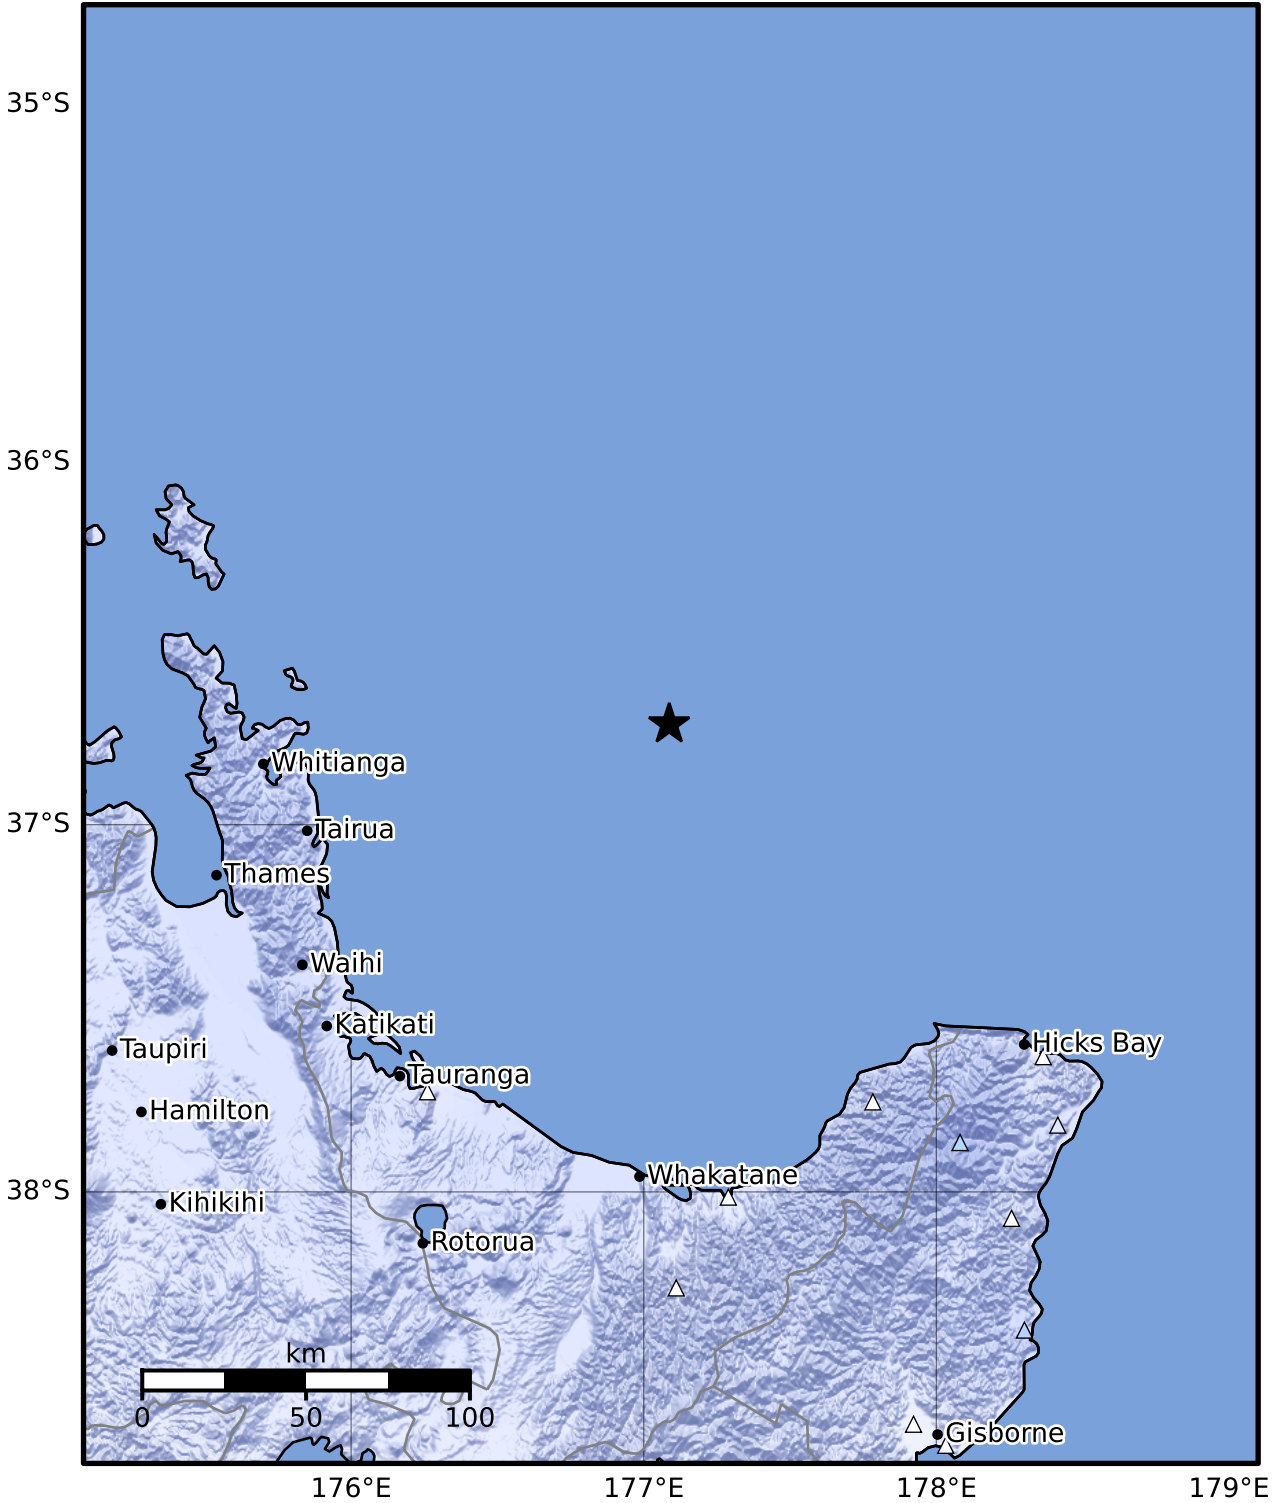 35°S
36°S
Whitianga
37°S
Tairua
Thames
Waihi
Katikati
Hicks Bay
Taupiri
Tauranga
Hamilton
Whakatane
38°S
Kihikihi
Rotorua
km
0 50 100
Gisborne
176°E 177°E 178°E 179°E